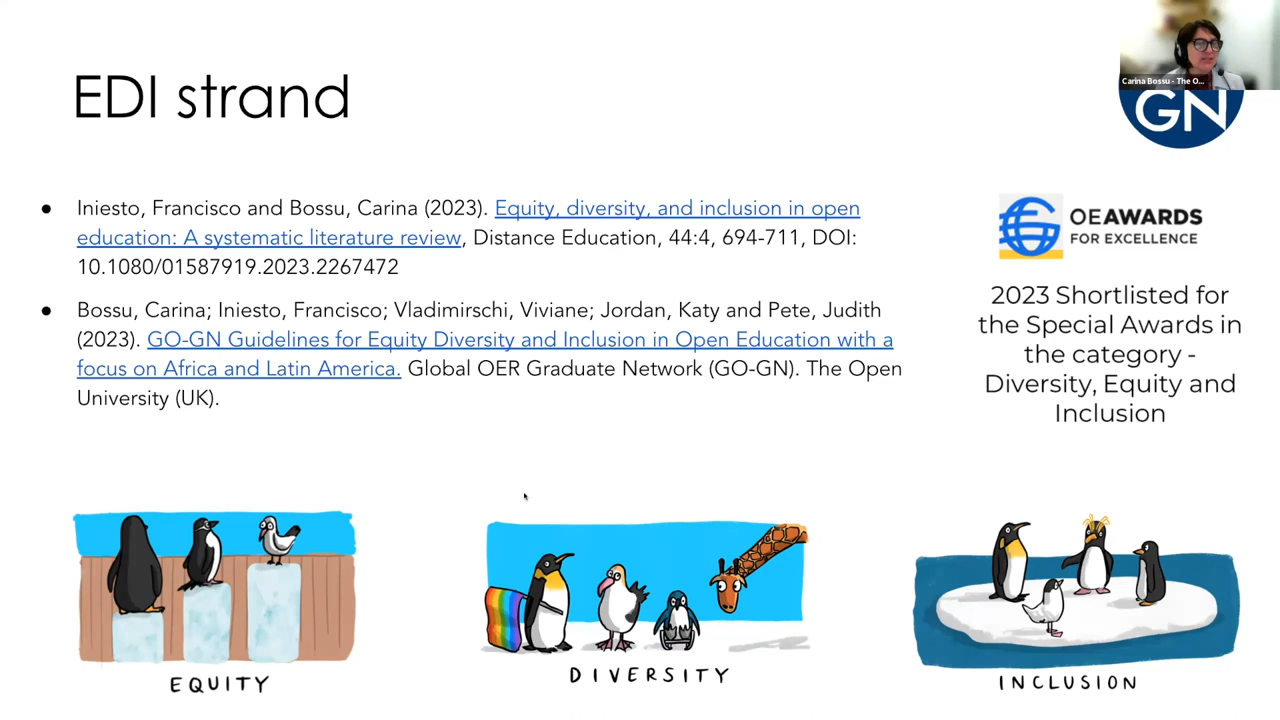 EDI strand
Carina Bossu - The O...
GN
● Iniesto, Francisco and Bossu, Carina (2023). Equity, diversity, and inclusion in open
education: A systematic literature review, Distance Education, 44:4, 694-711, DOI:
10.1080/01587919.2023.2267472
● Bossu, Carina; Iniesto, Francisco; Vladimirschi, Viviane; Jordan, Katy and Pete, Judith
(2023). GO-GN Guidelines for Equity Diversity and Inclusion in Open Education with a
focus on Africa and Latin America. Global OER Graduate Network (GO-GN). The Open
University (UK).
OEAWARDS
FOR EXCELLENCE
2023 Shortlisted for
the Special Awards in
the category -
Diversity, Equity and
Inclusion
EQUITY
DIVERSITY
INCLUSION